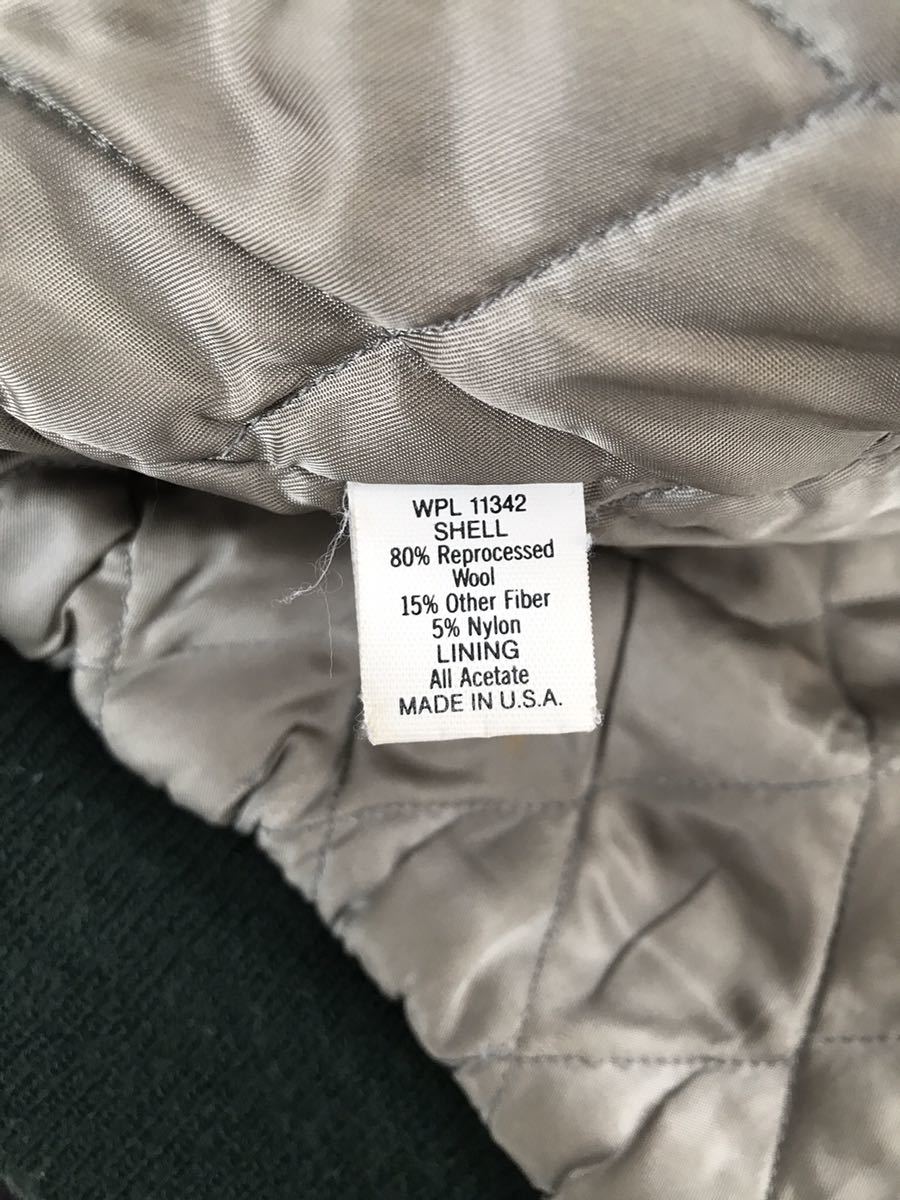 WPL 11342
SHELL
80% Reprocessed
Wool
15% Other Fiber
5% Nylon
LINING
All Acetate
MADE IN U.S.A.